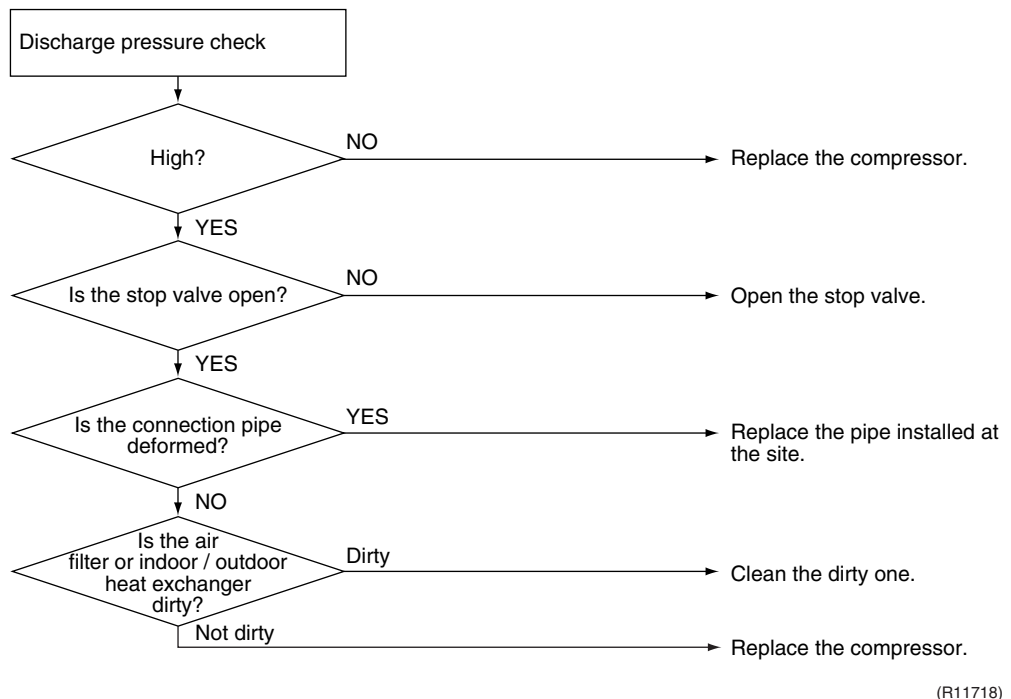 Discharge pressure check
High?
NO
Replace the compressor.
YES
Is the stop valve open?
NO
Open the stop valve.
YES
Is the connection pipe
deformed?
YES
Replace the pipe installed at
the site.
NO
Is the air
filter or indoor / outdoor
heat exchanger
dirty?
Dirty
Clean the dirty one.
Not dirty
Replace the compressor.
(R11718)